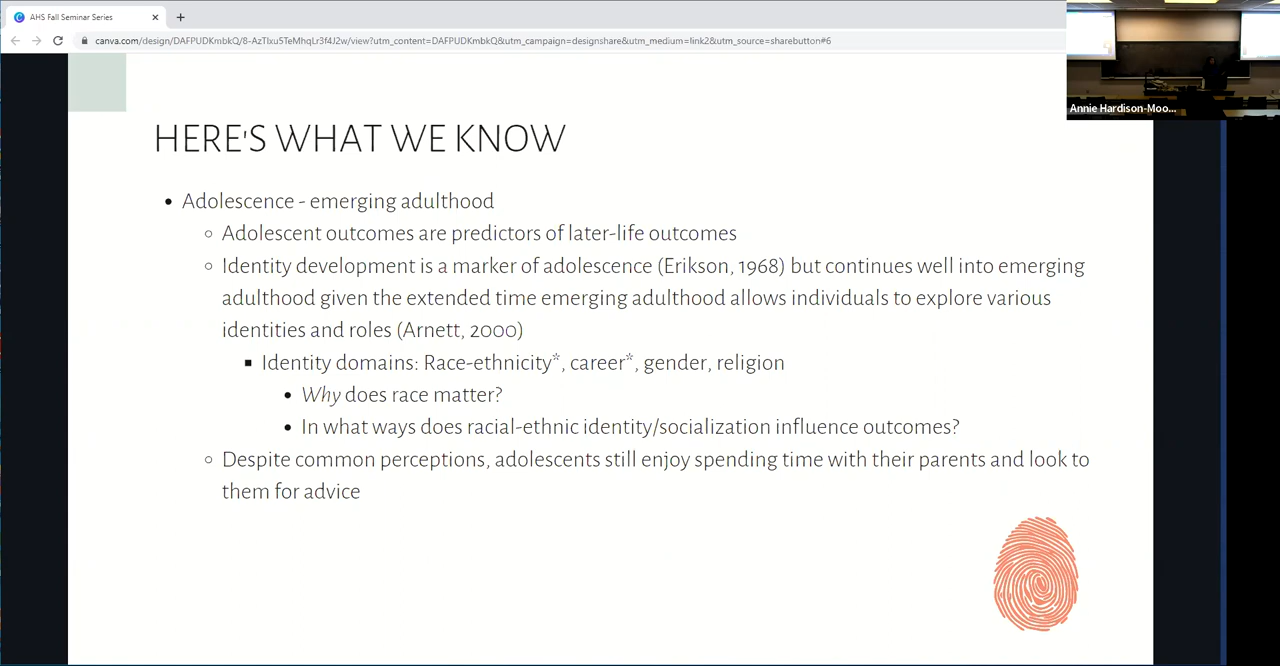 AHS Fall Seminar Series
canva.com/design/DAFPUDKmbkQ/8-AzTlxu5TeMhqLr3f4J2w/view?utm_content=DAFPUDKmbkQ&utm_campaign=designshare&utm_medium=link2&utm_source=sharebutton#6
Annie Hardison-Moo...
HERE'S WHAT WE KNOW
• Adolescence - emerging adulthood
◦ Adolescent outcomes are predictors of later-life outcomes
◦ Identity development is a marker of adolescence (Erikson, 1968) but continues well into emerging
adulthood given the extended time emerging adulthood allows individuals to explore various
identities and roles (Arnett, 2000)
▪ Identity domains: Race-ethnicity*, career*, gender, religion
• Why does race matter?
• In what ways does racial-ethnic identity/socialization influence outcomes?
◦ Despite common perceptions, adolescents still enjoy spending time with their parents and look to
them for advice